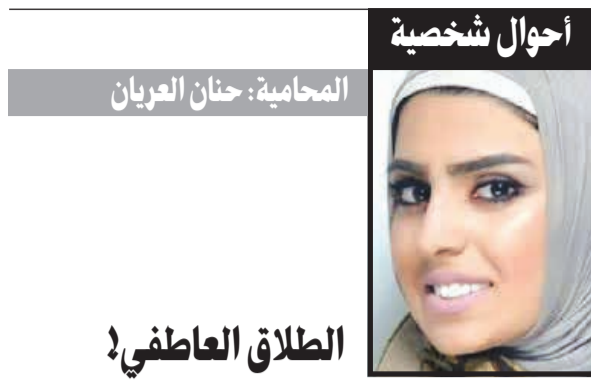 أحوال شخصية
المحامية: حنان العريان
الطلاق العاطفي!